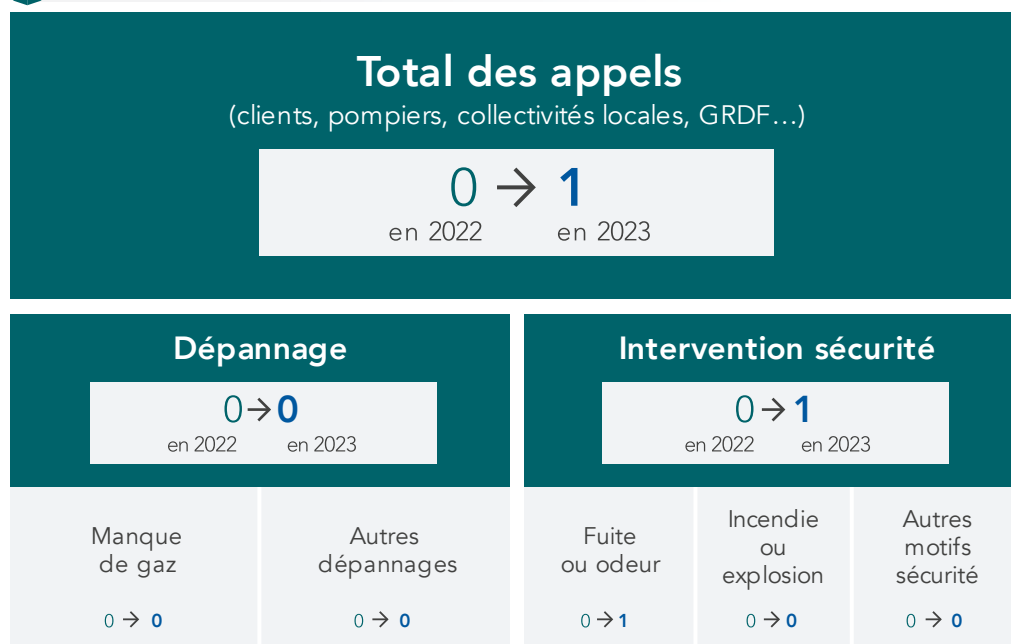 Total des appels
(clients, pompiers, collectivités locales, GRDF...)
0 → 1
en 2022 en 2023
Dépannage
0 → 0
en 2022 en 2023
Manque
de gaz
0 → 0
Autres
dépannages
0 → 0
Intervention sécurité
0 → 1
en 2022 en 2023
Fuite
ou odeur
0 → 1
Incendie
ou
explosion
0 → 0
Autres
motifs
sécurité
0 → 0